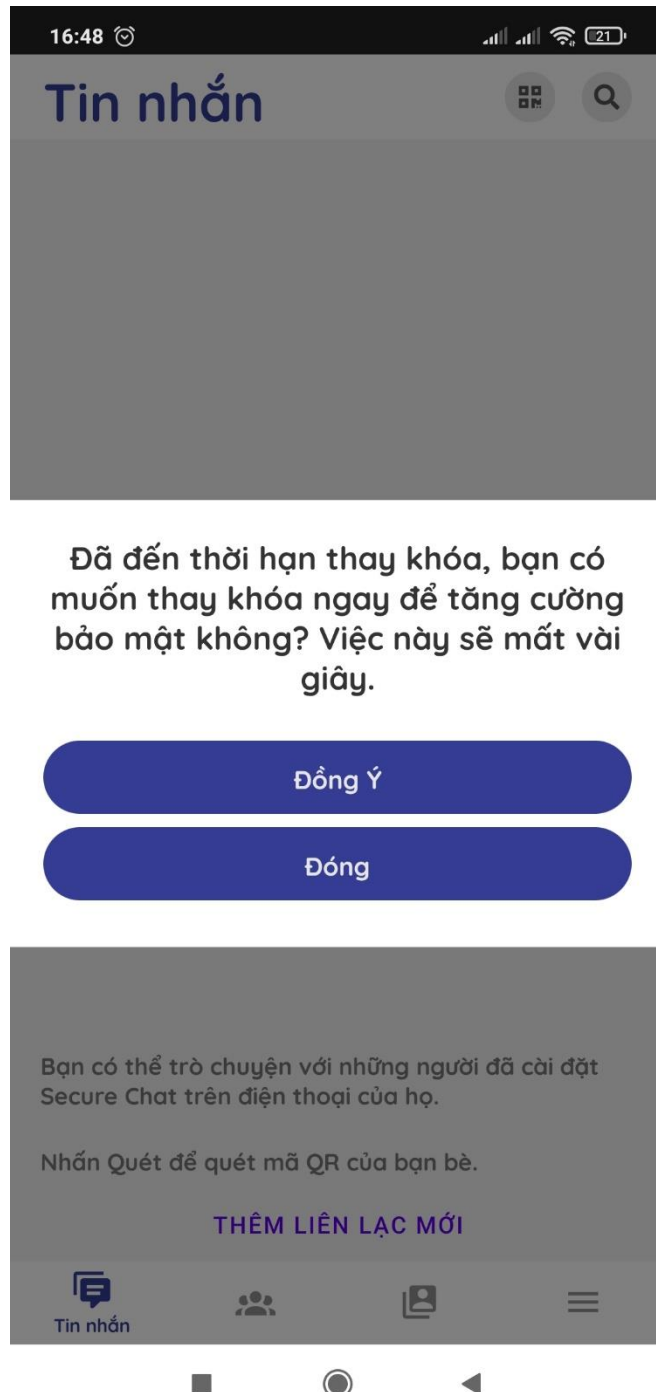 16:48
21
Tin nhắn
Đã đến thời hạn thay khóa, bạn có
muốn thay khóa ngay để tăng cường
bảo mật không? Việc này sẽ mất vài
giây.
Đồng Ý
Đóng
Bạn có thể trò chuyện với những người đã cài đặt
Secure Chat trên điện thoại của họ.
Nhấn Quét để quét mã QR của bạn bè.
THÊM LIÊN LẠC MỚI
Tin nhắn